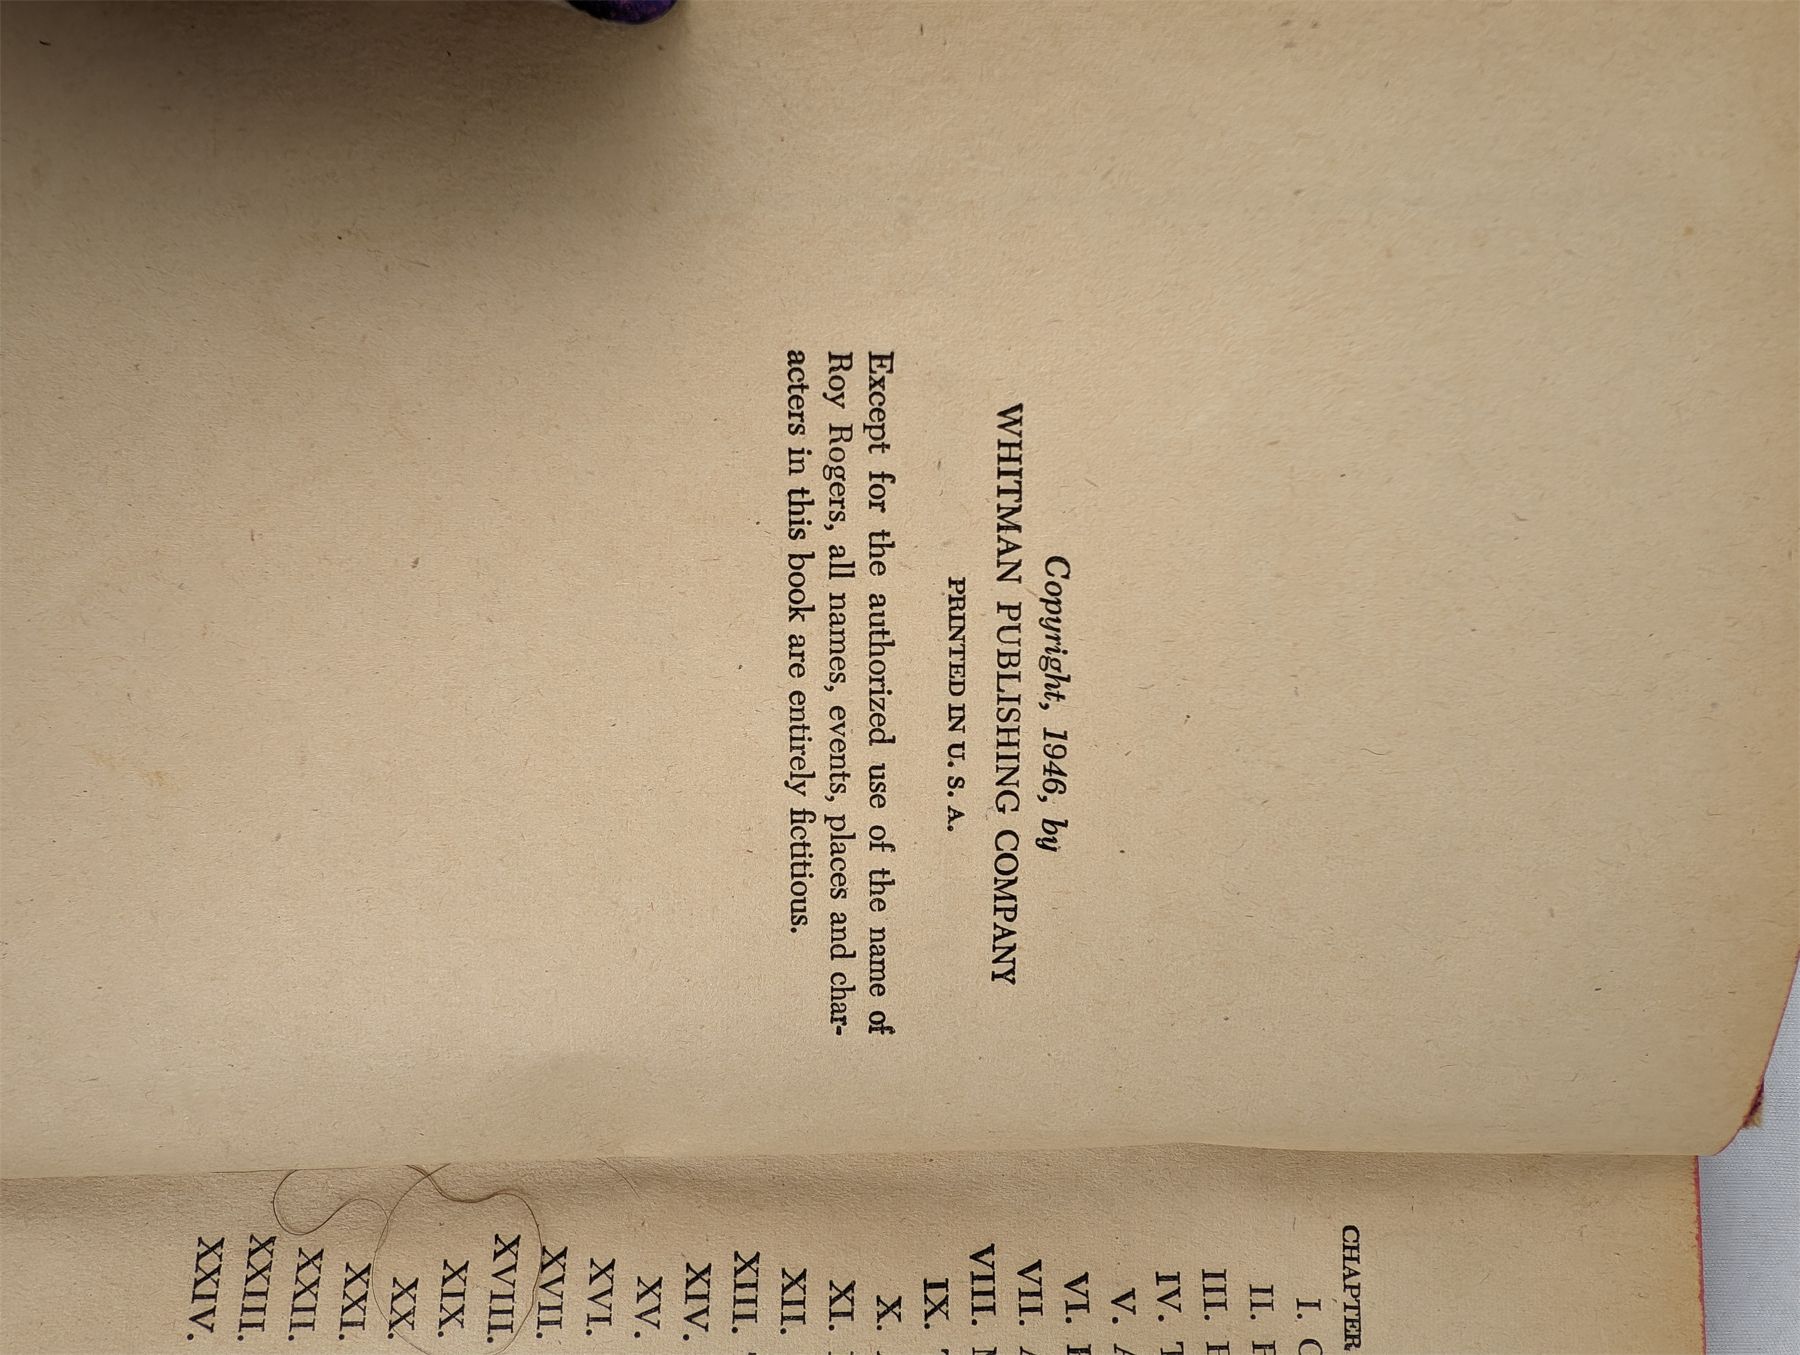 Copyright, 1946, by
WHITMAN PUBLISHING COMPANY
PRINTED IN U. S. A.
Except for the authorized use of the name of
Roy Rogers, all names, events, places and char-
acters in this book are entirely fictitious.
CHAPTER
I.
II.
III.
IV.
V.
VI.
VII.
VIII.
IX.
X.
XI.
XII.
XIII.
XIV.
XV.
XVI.
XVII.
XVIII.
XIX.
XX.
XXI.
XXII.
XXIII.
XXIV.